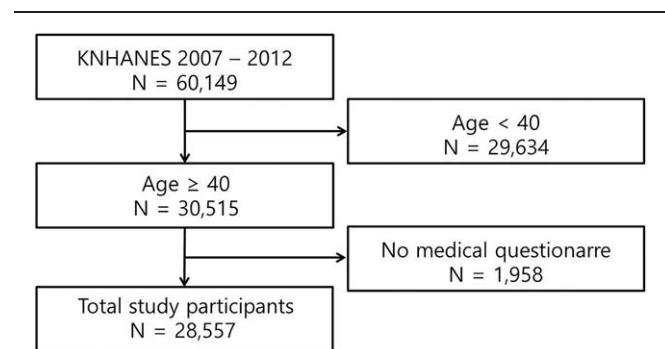 KNHANES 2007 – 2012
N = 60,149
Age < 40
N = 29,634
Age ≥ 40
N = 30,515
No medical questionarre
N = 1,958
Total study participants
N = 28,557